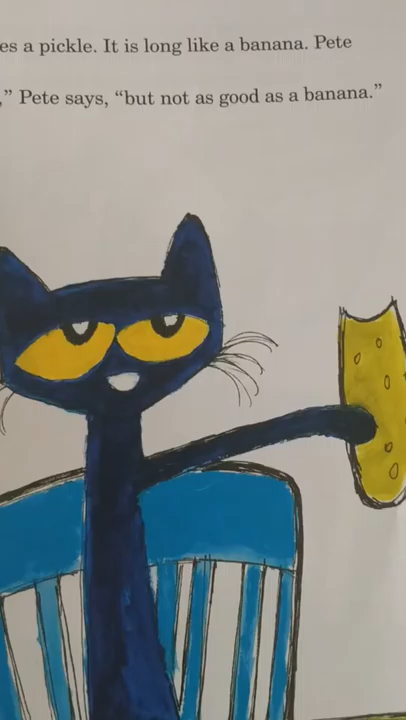 es a pickle. It is long like a banana. Pete
,” Pete says, “but not as good as a banana.”